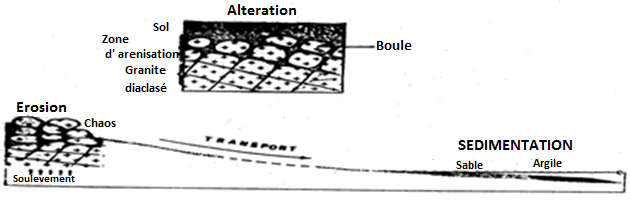 Alteration
Sol
Zone
d' arenisation
Boule
Granite
diaclasé
Erosion
Chaos
TRANSPORT
SEDIMENTATION
Sable
Argile
Soulevement